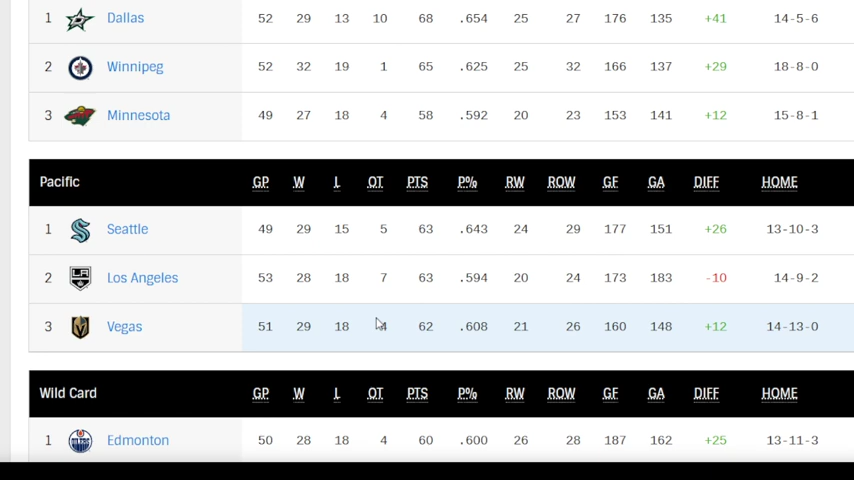 1 Dallas 52 29 13 10 68 .654 25 27 176 135 +41 14-5-6
2 Winnipeg 52 32 19 1 65 .625 25 32 166 137 +29 18-8-0
3 Minnesota 49 27 18 4 58 .592 20 23 153 141 +12 15-8-1
Pacific GP W L OT PTS P% RW ROW GF GA DIFF HOME
1 Seattle 49 29 15 5 63 .643 24 29 177 151 +26 13-10-3
2 Los Angeles 53 28 18 7 63 .594 20 24 173 183 -10 14-9-2
3 Vegas 51 29 18 4 62 .608 21 26 160 148 +12 14-13-0
Wild Card GP W L OT PTS P% RW ROW GF GA DIFF HOME
1 Edmonton 50 28 18 4 60 .600 26 28 187 162 +25 13-11-3